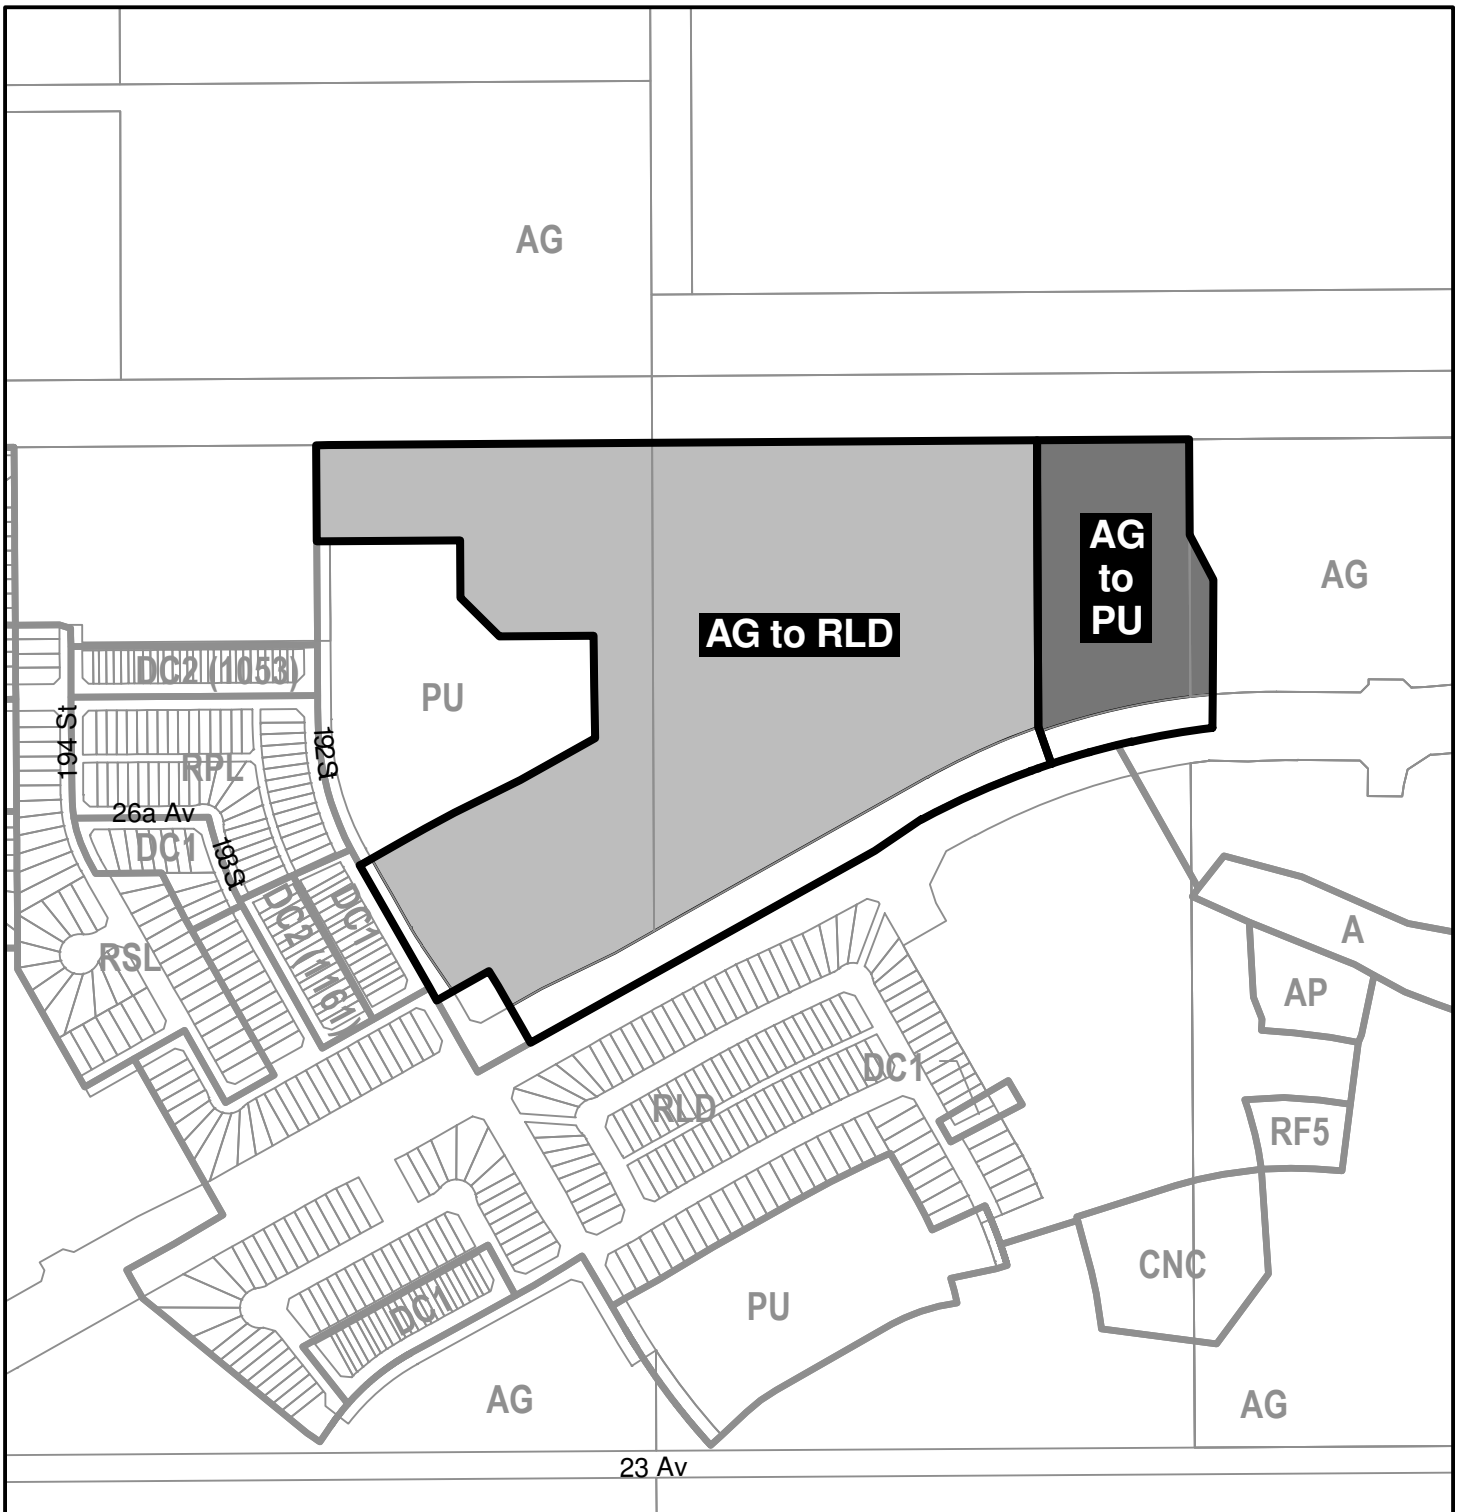 AG
AG
to
PU
AG
AG to RLD
DC2 (1053)
PU
194 St
192 St
RPL
26a Av
DC1
193 St
DC1
DC2 (1161)
A
RSL
AP
DC1
RLD
RF5
CNC
PU
DC1
AG
AG
23 Av